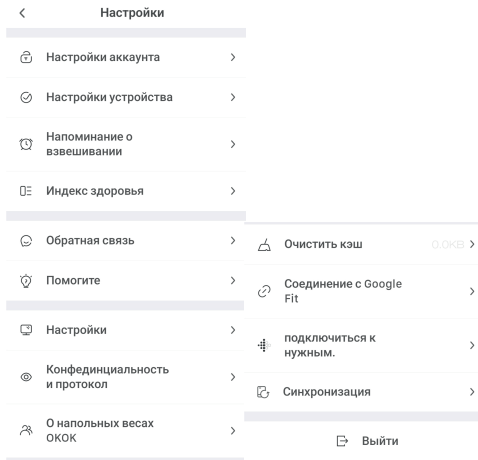 Настройки
Настройки аккаунта
Настройки устройства
Напоминание о
взвешивании
Индекс здоровья
Обратная связь
Помогите
Настройки
Конфединциальность
и протокол
О напольных весах
OKOK
Очистить кэш 0.0KB
Соединение с Google
Fit
подключиться к
нужным.
Синхронизация
Выйти